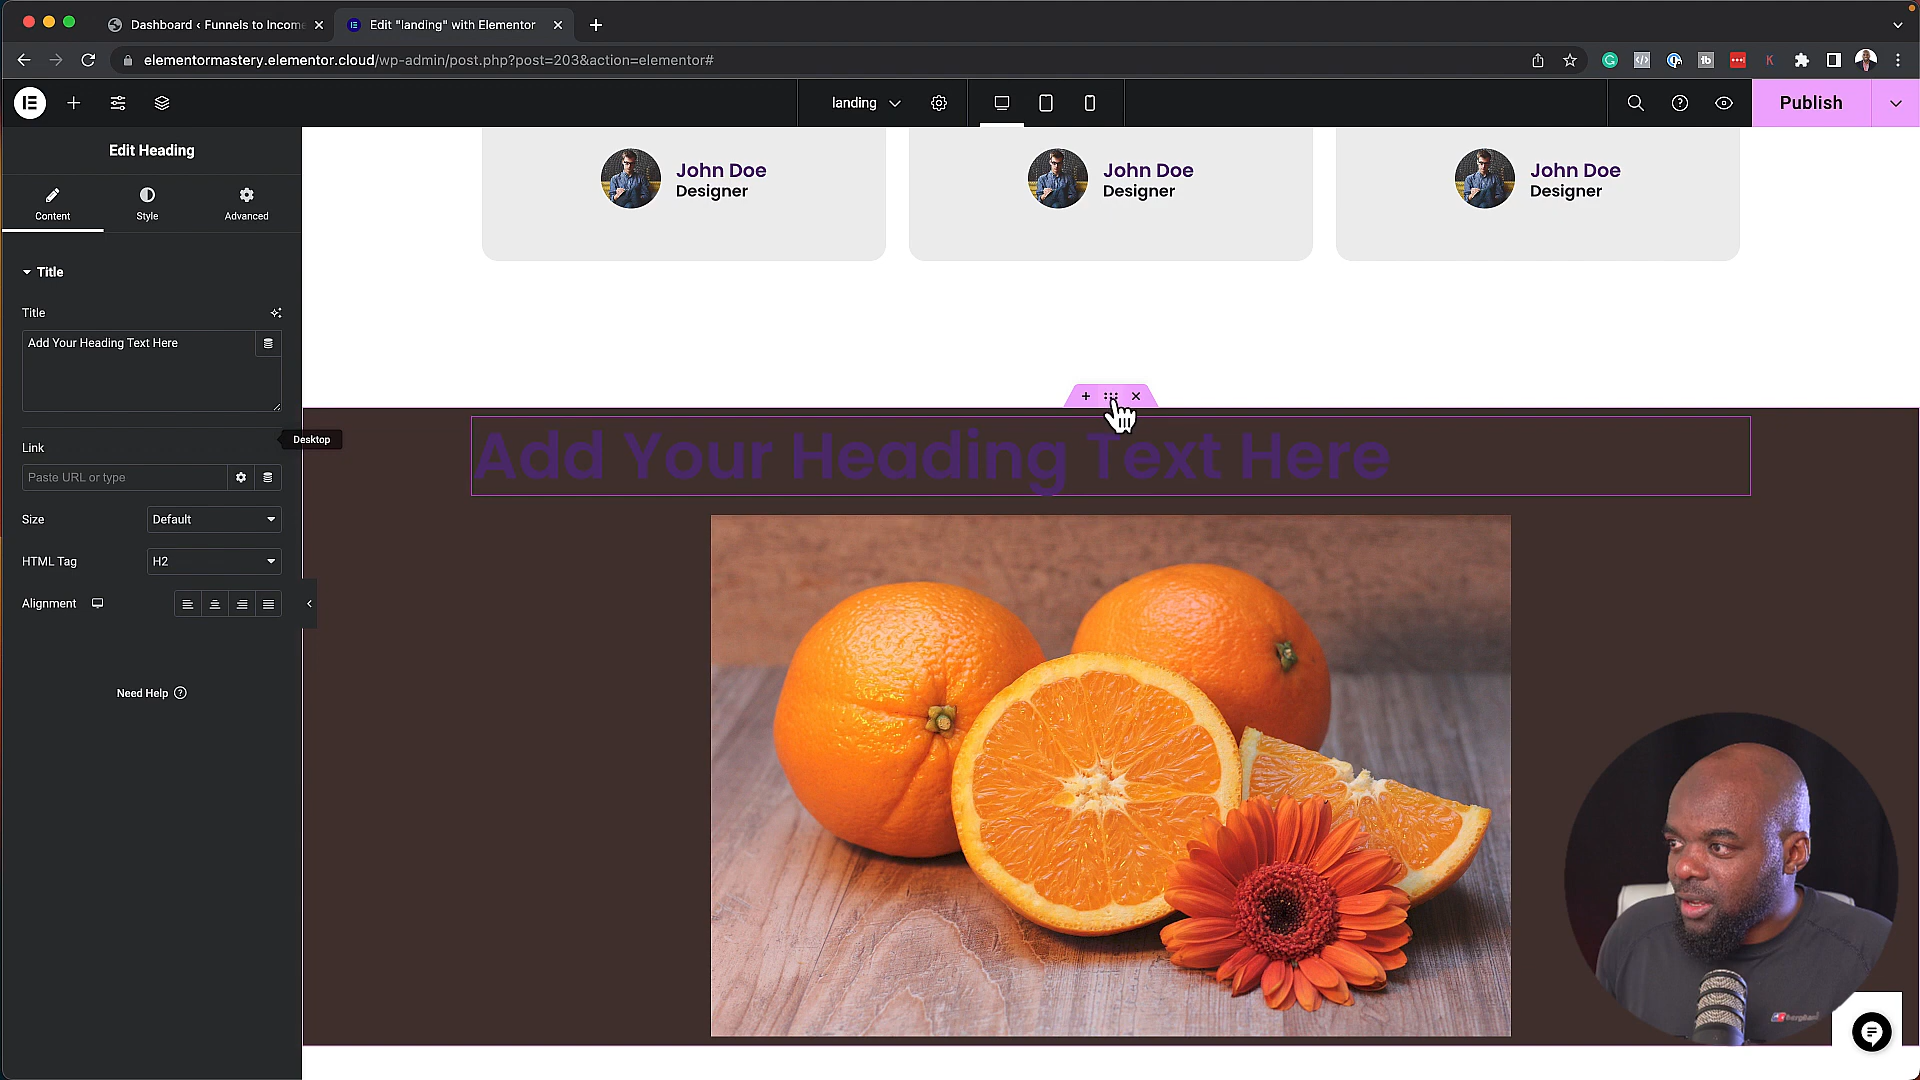 Dashboard ‹ Funnels to Income
Edit "landing" with Elementor
elementormastery.elementor.cloud/wp-admin/post.php?post=203&action=elementor#
landing
Publish
Edit Heading
Content
Style
Advanced
Title
Title
Add Your Heading Text Here
Desktop
Link
Paste URL or type
Size
Default
HTML Tag
H2
Alignment
Need Help
John Doe
Designer
John Doe
Designer
John Doe
Designer
Add Your Heading Text Here